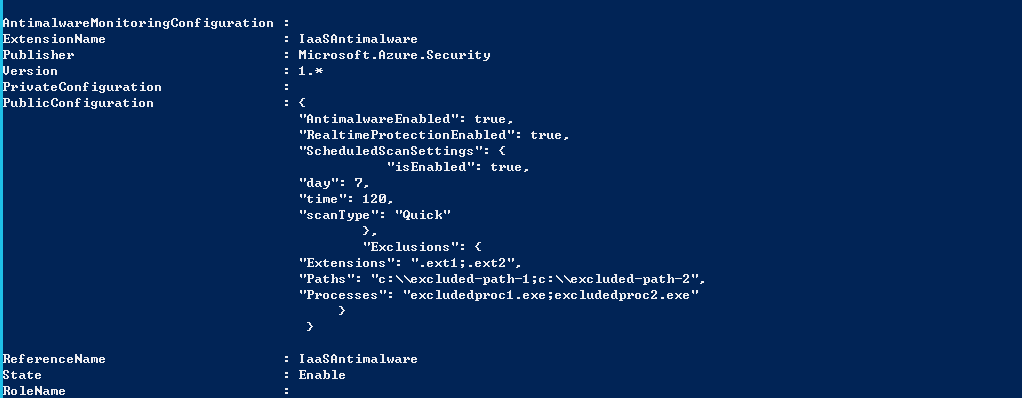 AntimalwareMonitoringConfiguration :
ExtensionName : IaaSAntimalware
Publisher : Microsoft.Azure.Security
Version : 1.*
PrivateConfiguration :
PublicConfiguration : {
"AntimalwareEnabled": true,
"RealtimeProtectionEnabled": true,
"ScheduledScanSettings": {
"isEnabled": true,
"day": 7,
"time": 120,
"scanType": "Quick"
},
"Exclusions": {
"Extensions": ".ext1;.ext2",
"Paths": "c:\\excluded-path-1;c:\\excluded-path-2",
"Processes": "excludedproc1.exe;excludedproc2.exe"
}
}
ReferenceName : IaaSAntimalware
State : Enable
RoleName :